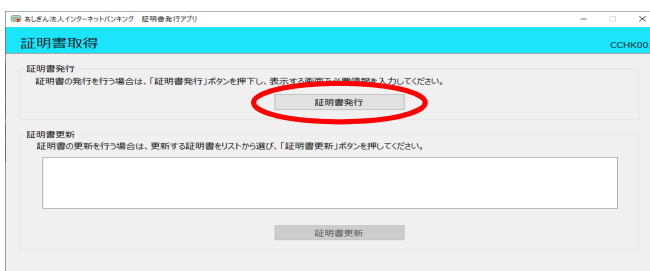 あしぎん法人インターネットバンキング 証明書発行アプリ
証明書取得
CCHK00
証明書発行
証明書の発行を行う場合は、「証明書発行」ボタンを押下し、表示する画面で必要情報を入力してください。
証明書発行
証明書更新
証明書の更新を行う場合は、更新する証明書をリストから選び、「証明書更新」ボタンを押してください。
証明書更新